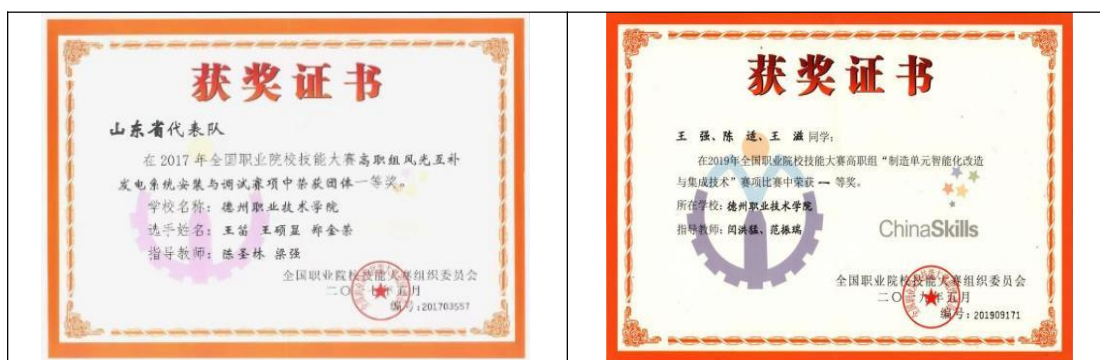 获奖证书
山东省代表队
在 2017 年全国职业院校技能大赛高职组风光互补
发电系统安装与调试赛项中荣获团体一等奖。
学校名称：德州职业技术学院
选手姓名：王笛 王硕显 郑金荣
指导教师：陈圣林 梁强
全国职业院校技能大赛组织委员会
二〇一七年五月
编号：201703557
获奖证书
王 强、陈 适、王 滋 同学：
在2019年全国职业院校技能大赛高职组“制造单元智能化改造
与集成技术”赛项比赛中荣获 一 等奖。
所在学校：德州职业技术学院
指导教师：闫洪猛、范振瑞
ChinaSkills
全国职业院校技能大赛组织委员会
二〇一九年五月
编号：201909171